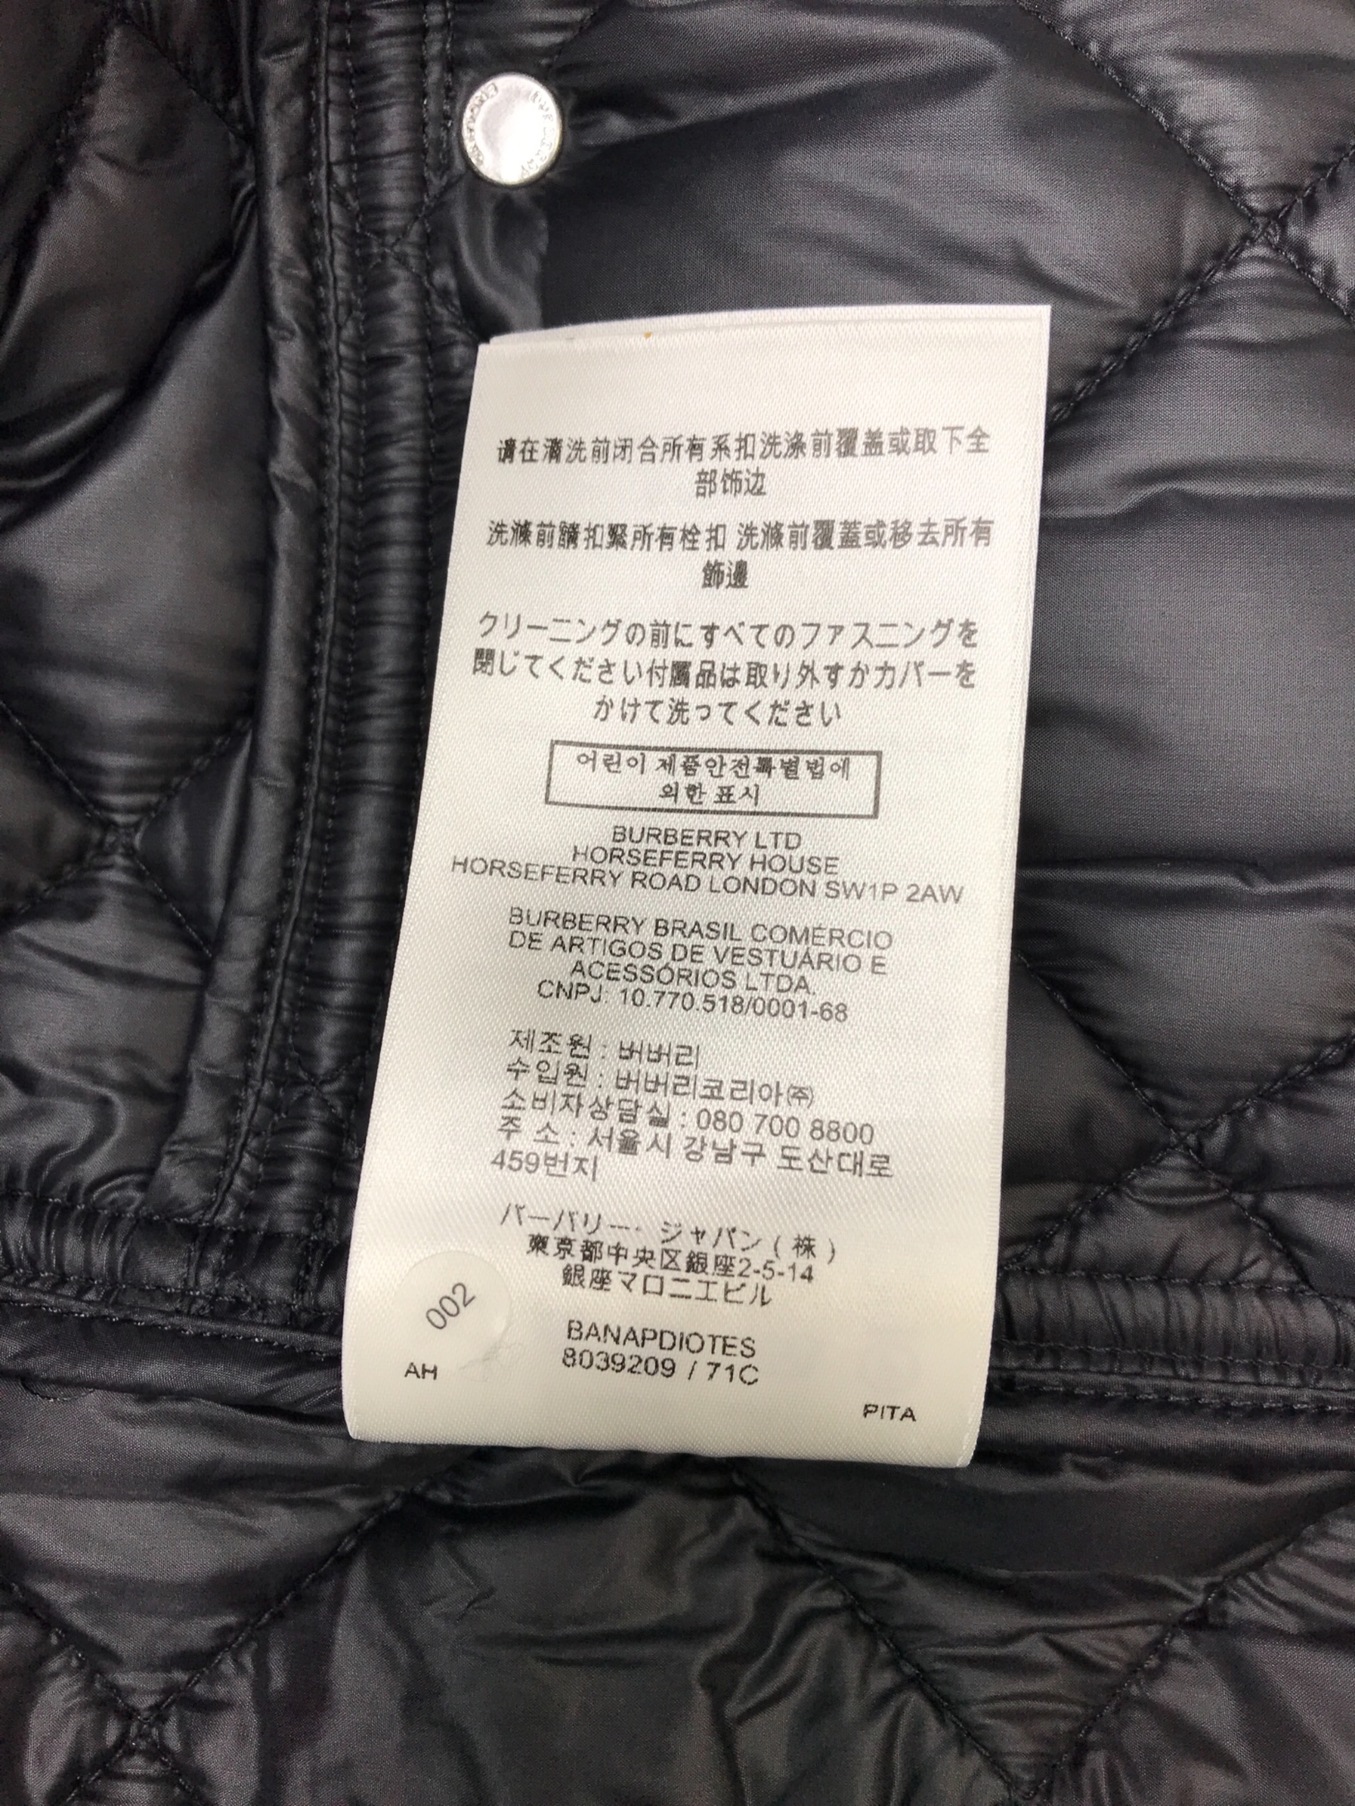 请在清洗前闭合所有系扣洗涤前覆盖或取下全
部饰边
洗滌前請扣緊所有栓扣 洗滌前覆蓋或移去所有
飾邊
クリーニングの前にすべてのファスニングを
閉じてください付属品は取り外すかカバーを
かけて洗ってください
어린이제품안전특별법에
의한 표시
BURBERRY LTD
HORSEFERRY HOUSE
HORSEFERRY ROAD LONDON SW1P 2AW
BURBERRY BRASIL COMÉRCIO
DE ARTIGOS DE VESTUÁRIO E
ACESSÓRIOS LTDA.
CNPJ: 10.770.518/0001-68
제조원 : 버버리
수입원 : 버버리코리아㈜
소비자상담실 : 080 700 8800
주 소 : 서울시 강남구 도산대로
459번지
バーバリー・ジャパン ( 株 )
東京都中央区銀座2-5-14
銀座マロニエビル
002
BANAPDIOTES
8039209 / 71C
AH
PITA